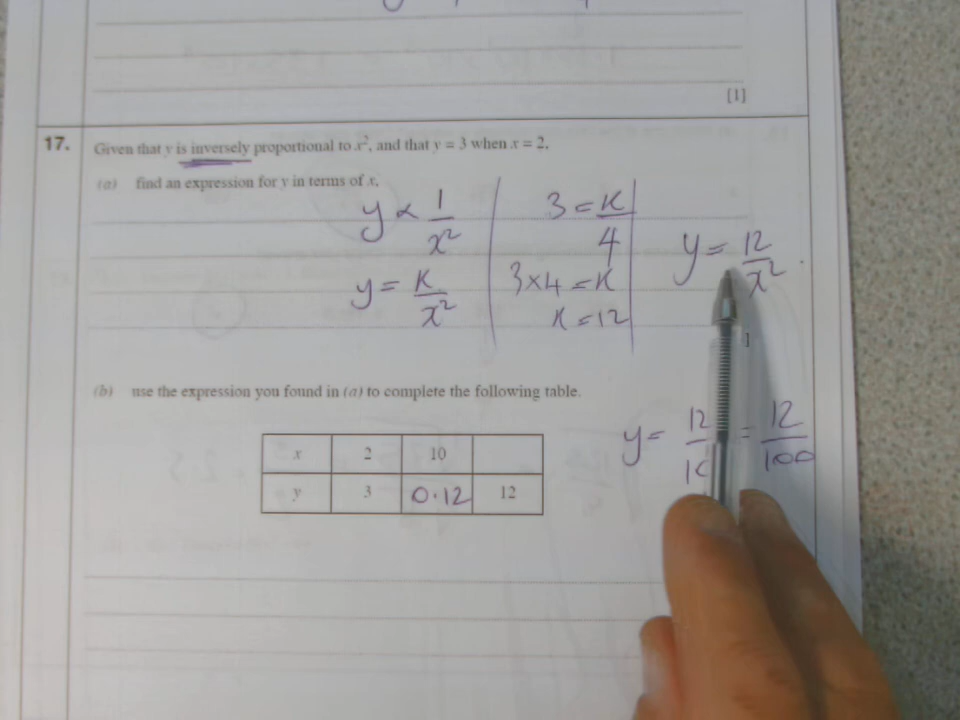 [1]
17. Given that y is inversely proportional to x², and that y = 3 when x = 2,
(a) find an expression for y in terms of x.
y ∝ 1/x²
y = K/x²
3 = K/4
3×4 = K
K = 12
y = 12/x²
(b) use the expression you found in (a) to complete the following table.
x 2 10
y 3 0.12 12
y = 12/ = 12/100